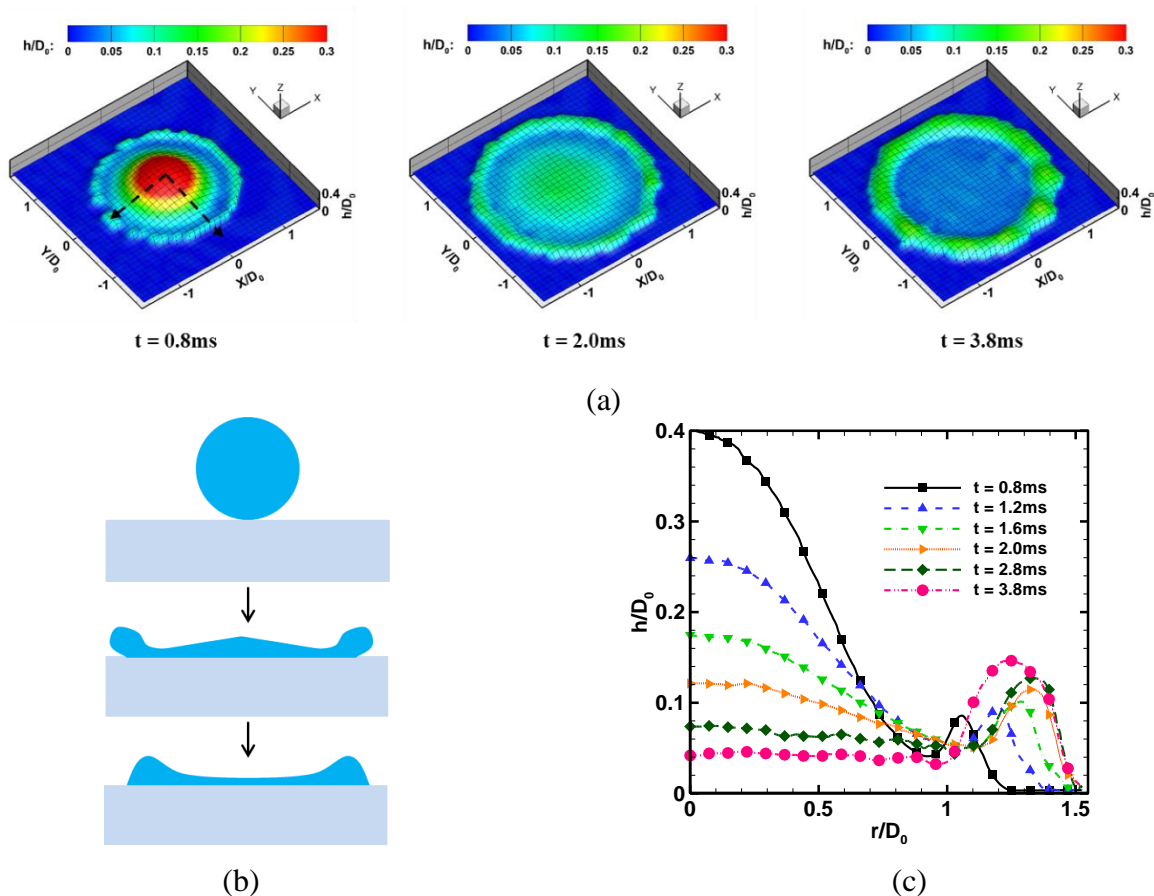 h/D₀: 0 0.05 0.1 0.15 0.2 0.25 0.3
Y Z X
1 0 -1 Y/D₀
-1 0 1 X/D₀
0.4 0 h/D₀
t = 0.8ms
h/D₀: 0 0.05 0.1 0.15 0.2 0.25 0.3
Y Z X
1 0 -1 Y/D₀
-1 0 1 X/D₀
0.4 0 h/D₀
t = 2.0ms
h/D₀: 0 0.05 0.1 0.15 0.2 0.25 0.3
Y Z X
1 0 -1 Y/D₀
-1 0 1 X/D₀
0.4 0 h/D₀
t = 3.8ms
(a)
(b)
h/D₀
0.4
0.3
0.2
0.1
0
t = 0.8ms
t = 1.2ms
t = 1.6ms
t = 2.0ms
t = 2.8ms
t = 3.8ms
0 0.5 1 1.5
r/D₀
(c)